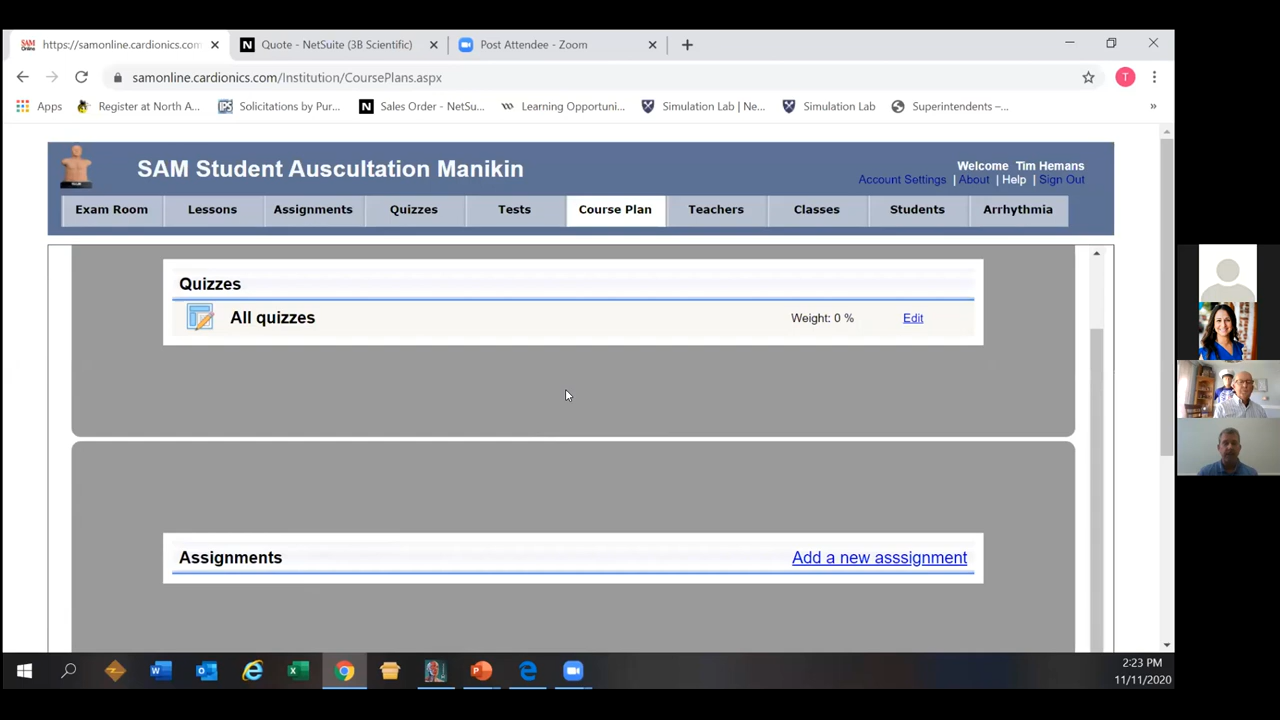 https://samonline.cardionics.com
Quote - NetSuite (3B Scientific)
Post Attendee - Zoom
samonline.cardionics.com/Institution/CoursePlans.aspx
T
Apps
Register at North A...
Solicitations by Pur...
Sales Order - NetSu...
Learning Opportuni...
Simulation Lab | Ne...
Simulation Lab
Superintendents –...
SAM Student Auscultation Manikin
Welcome Tim Hemans
Account Settings | About | Help | Sign Out
Exam Room
Lessons
Assignments
Quizzes
Tests
Course Plan
Teachers
Classes
Students
Arrhythmia
Quizzes
All quizzes
Weight: 0 %
Edit
Assignments
Add a new asssignment
2:23 PM
11/11/2020